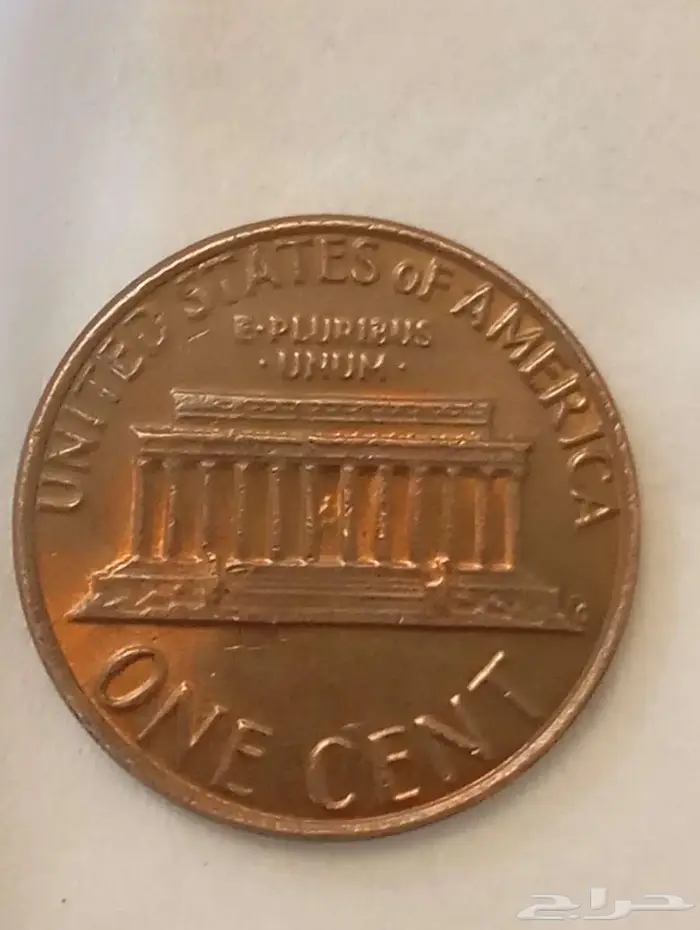 UNITED STATES OF AMERICA
E·PLURIBUS
·UNUM·
ONE CENT
حراج